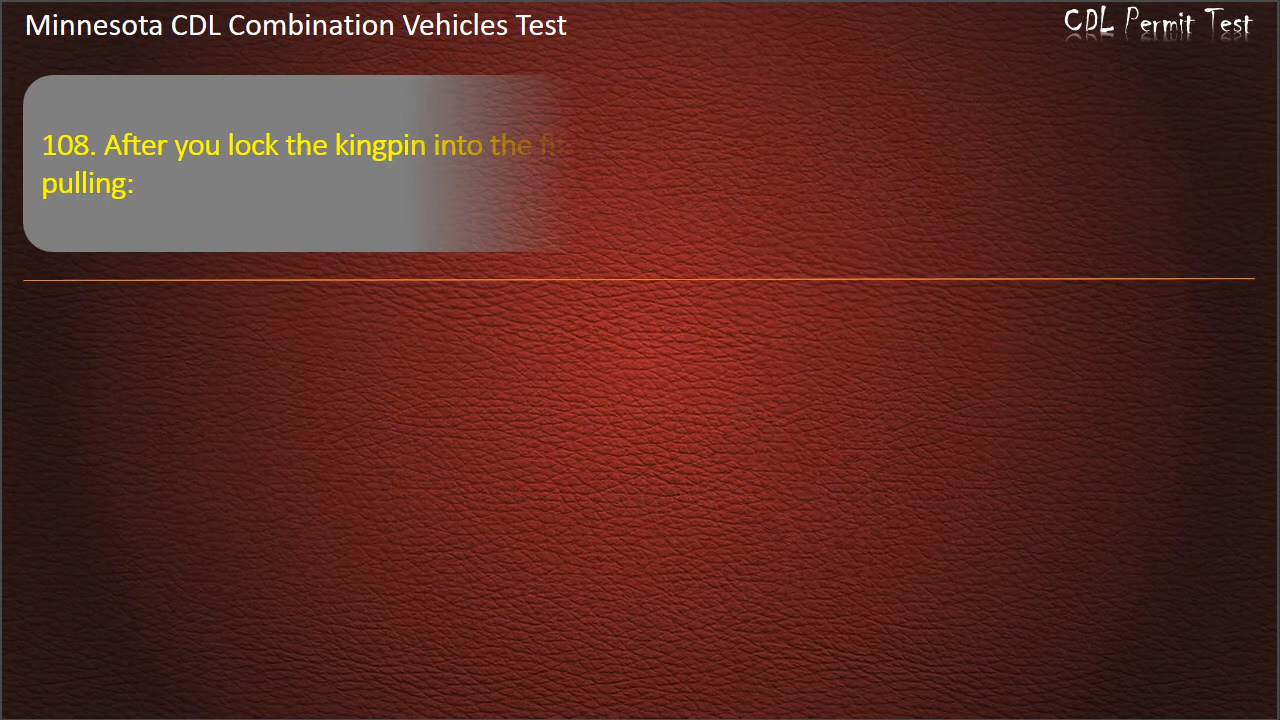 Minnesota CDL Combination Vehicles Test
CDL Permit Test
108. After you lock the kingpin into the
pulling: